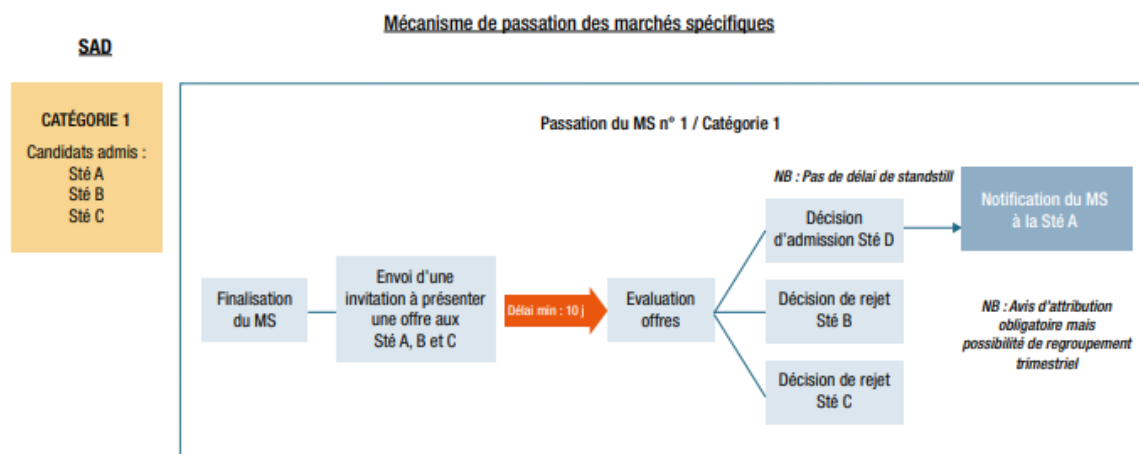 Mécanisme de passation des marchés spécifiques
SAD
CATÉGORIE 1
Candidats admis :
Sté A
Sté B
Sté C
Passation du MS n° 1 / Catégorie 1
Finalisation
du MS
Envoi d'une
invitation à présenter
une offre aux
Sté A, B et C
Délai min : 10 j
Evaluation
offres
NB : Pas de délai de standstill
Décision
d'admission Sté D
Décision de rejet
Sté B
Décision de rejet
Sté C
Notification du MS
à la Sté A
NB : Avis d'attribution
obligatoire mais
possibilité de regroupement
trimestriel